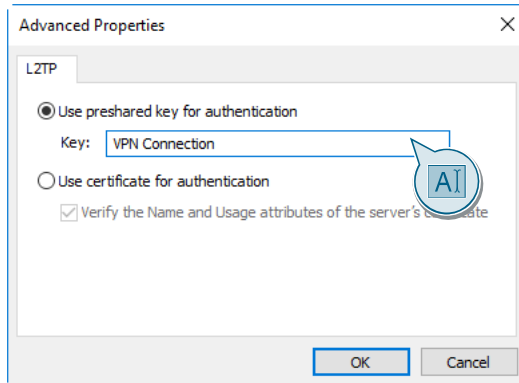 Advanced Properties
L2TP
Use preshared key for authentication
Key: VPN Connection
Use certificate for authentication
A
Verify the Name and Usage attributes of the server's
OK Cancel